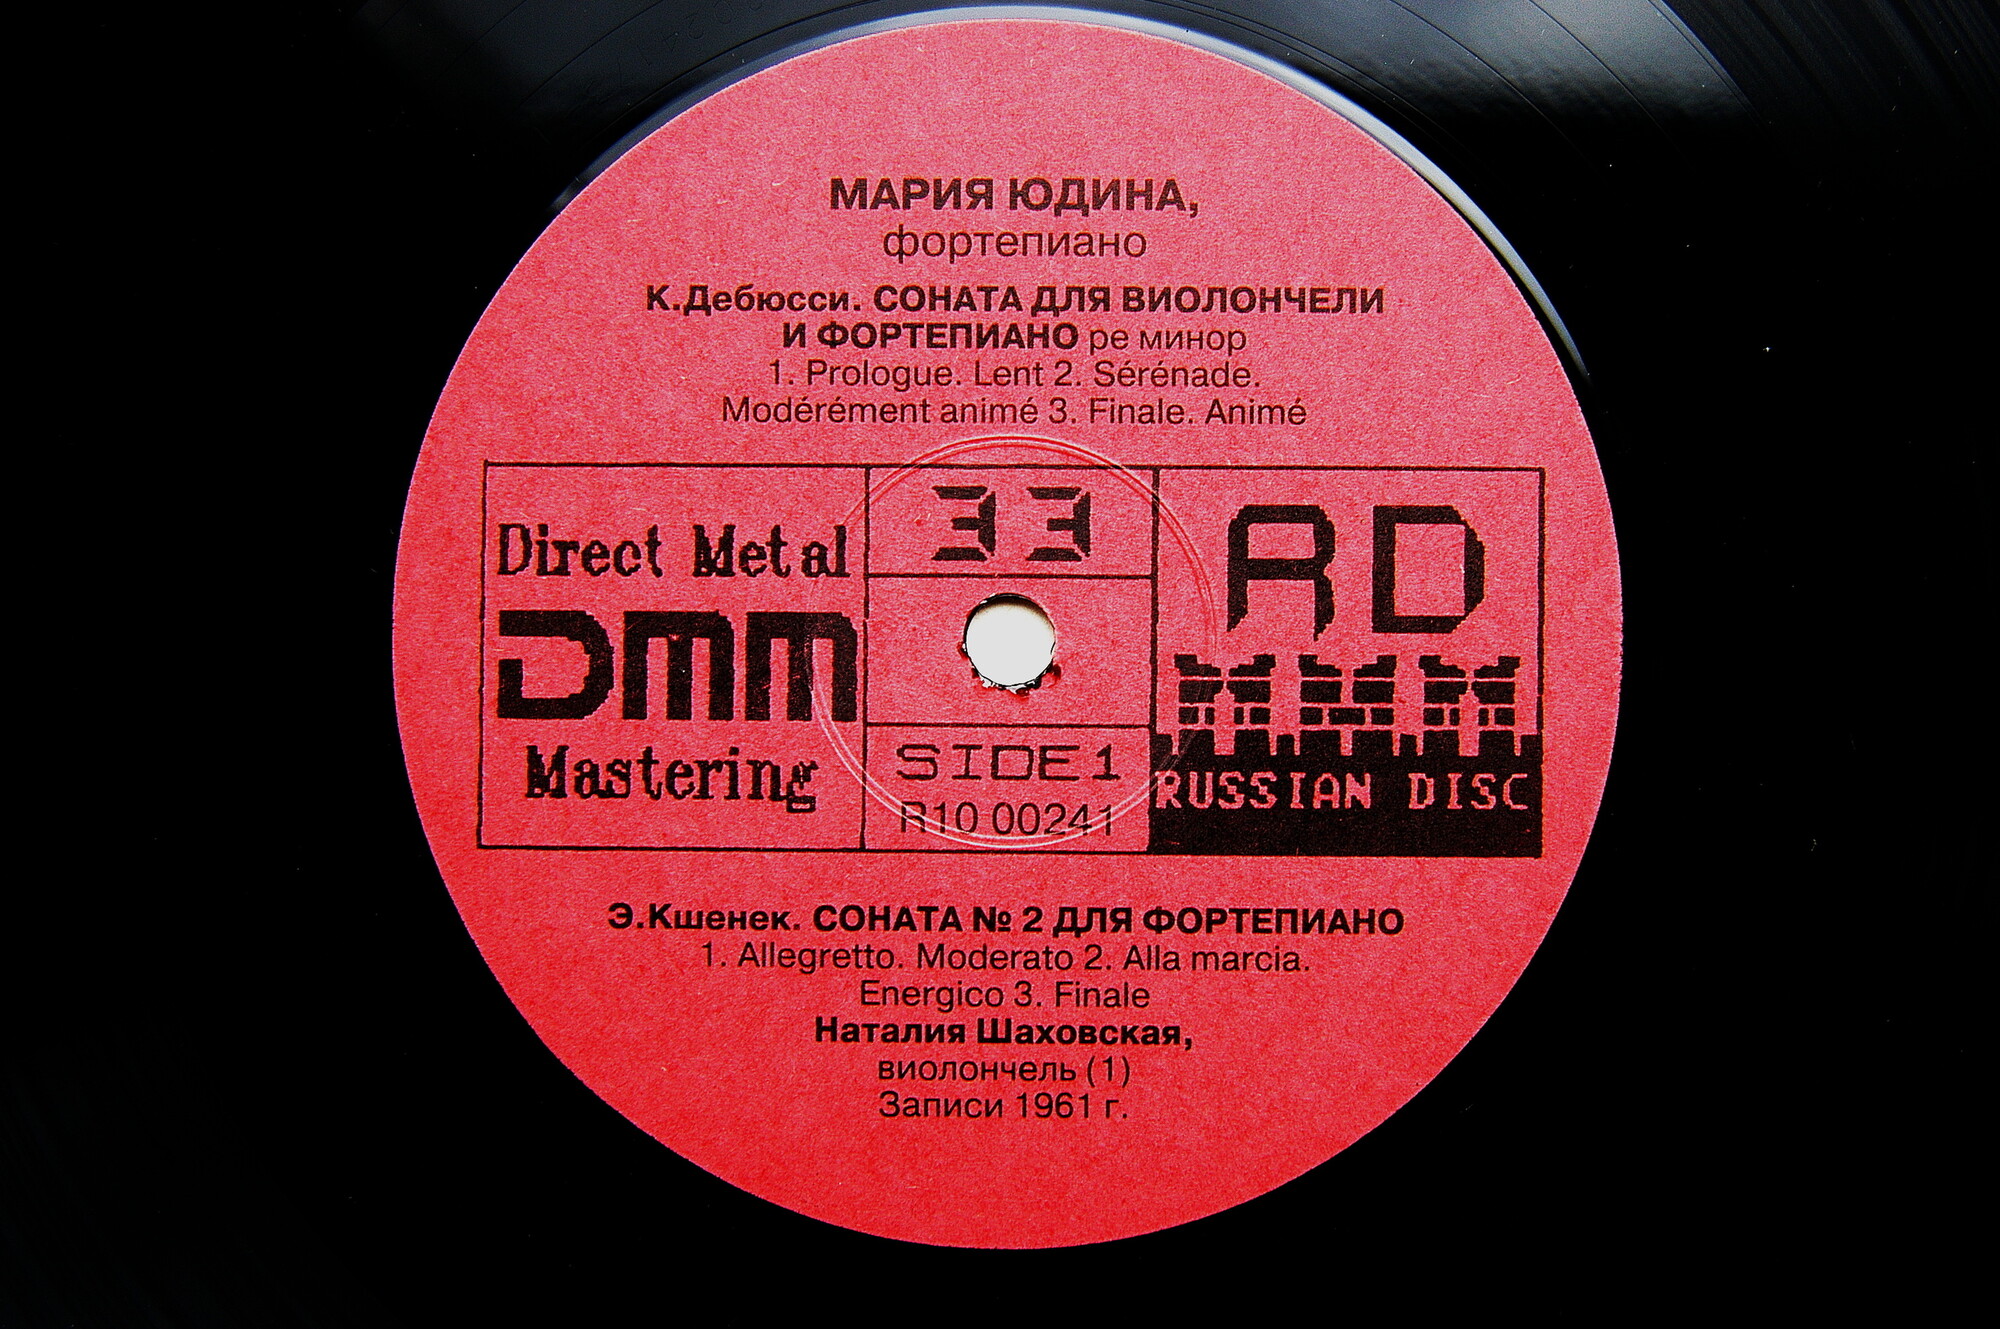 МАРИЯ ЮДИНА,
фортепиано
К.Дебюсси. СОНАТА ДЛЯ ВИОЛОНЧЕЛИ
И ФОРТЕПИАНО ре минор
1. Prologue. Lent 2. Sérénade.
Modérément animé 3. Finale. Animé
Direct Metal
DMM
Mastering
33
SIDE 1
R10 00241
RD
RUSSIAN DISC
Э.Кшенек. СОНАТА № 2 ДЛЯ ФОРТЕПИАНО
1. Allegretto. Moderato 2. Alla marcia.
Energico 3. Finale
Наталия Шаховская,
виолончель (1)
Записи 1961 г.